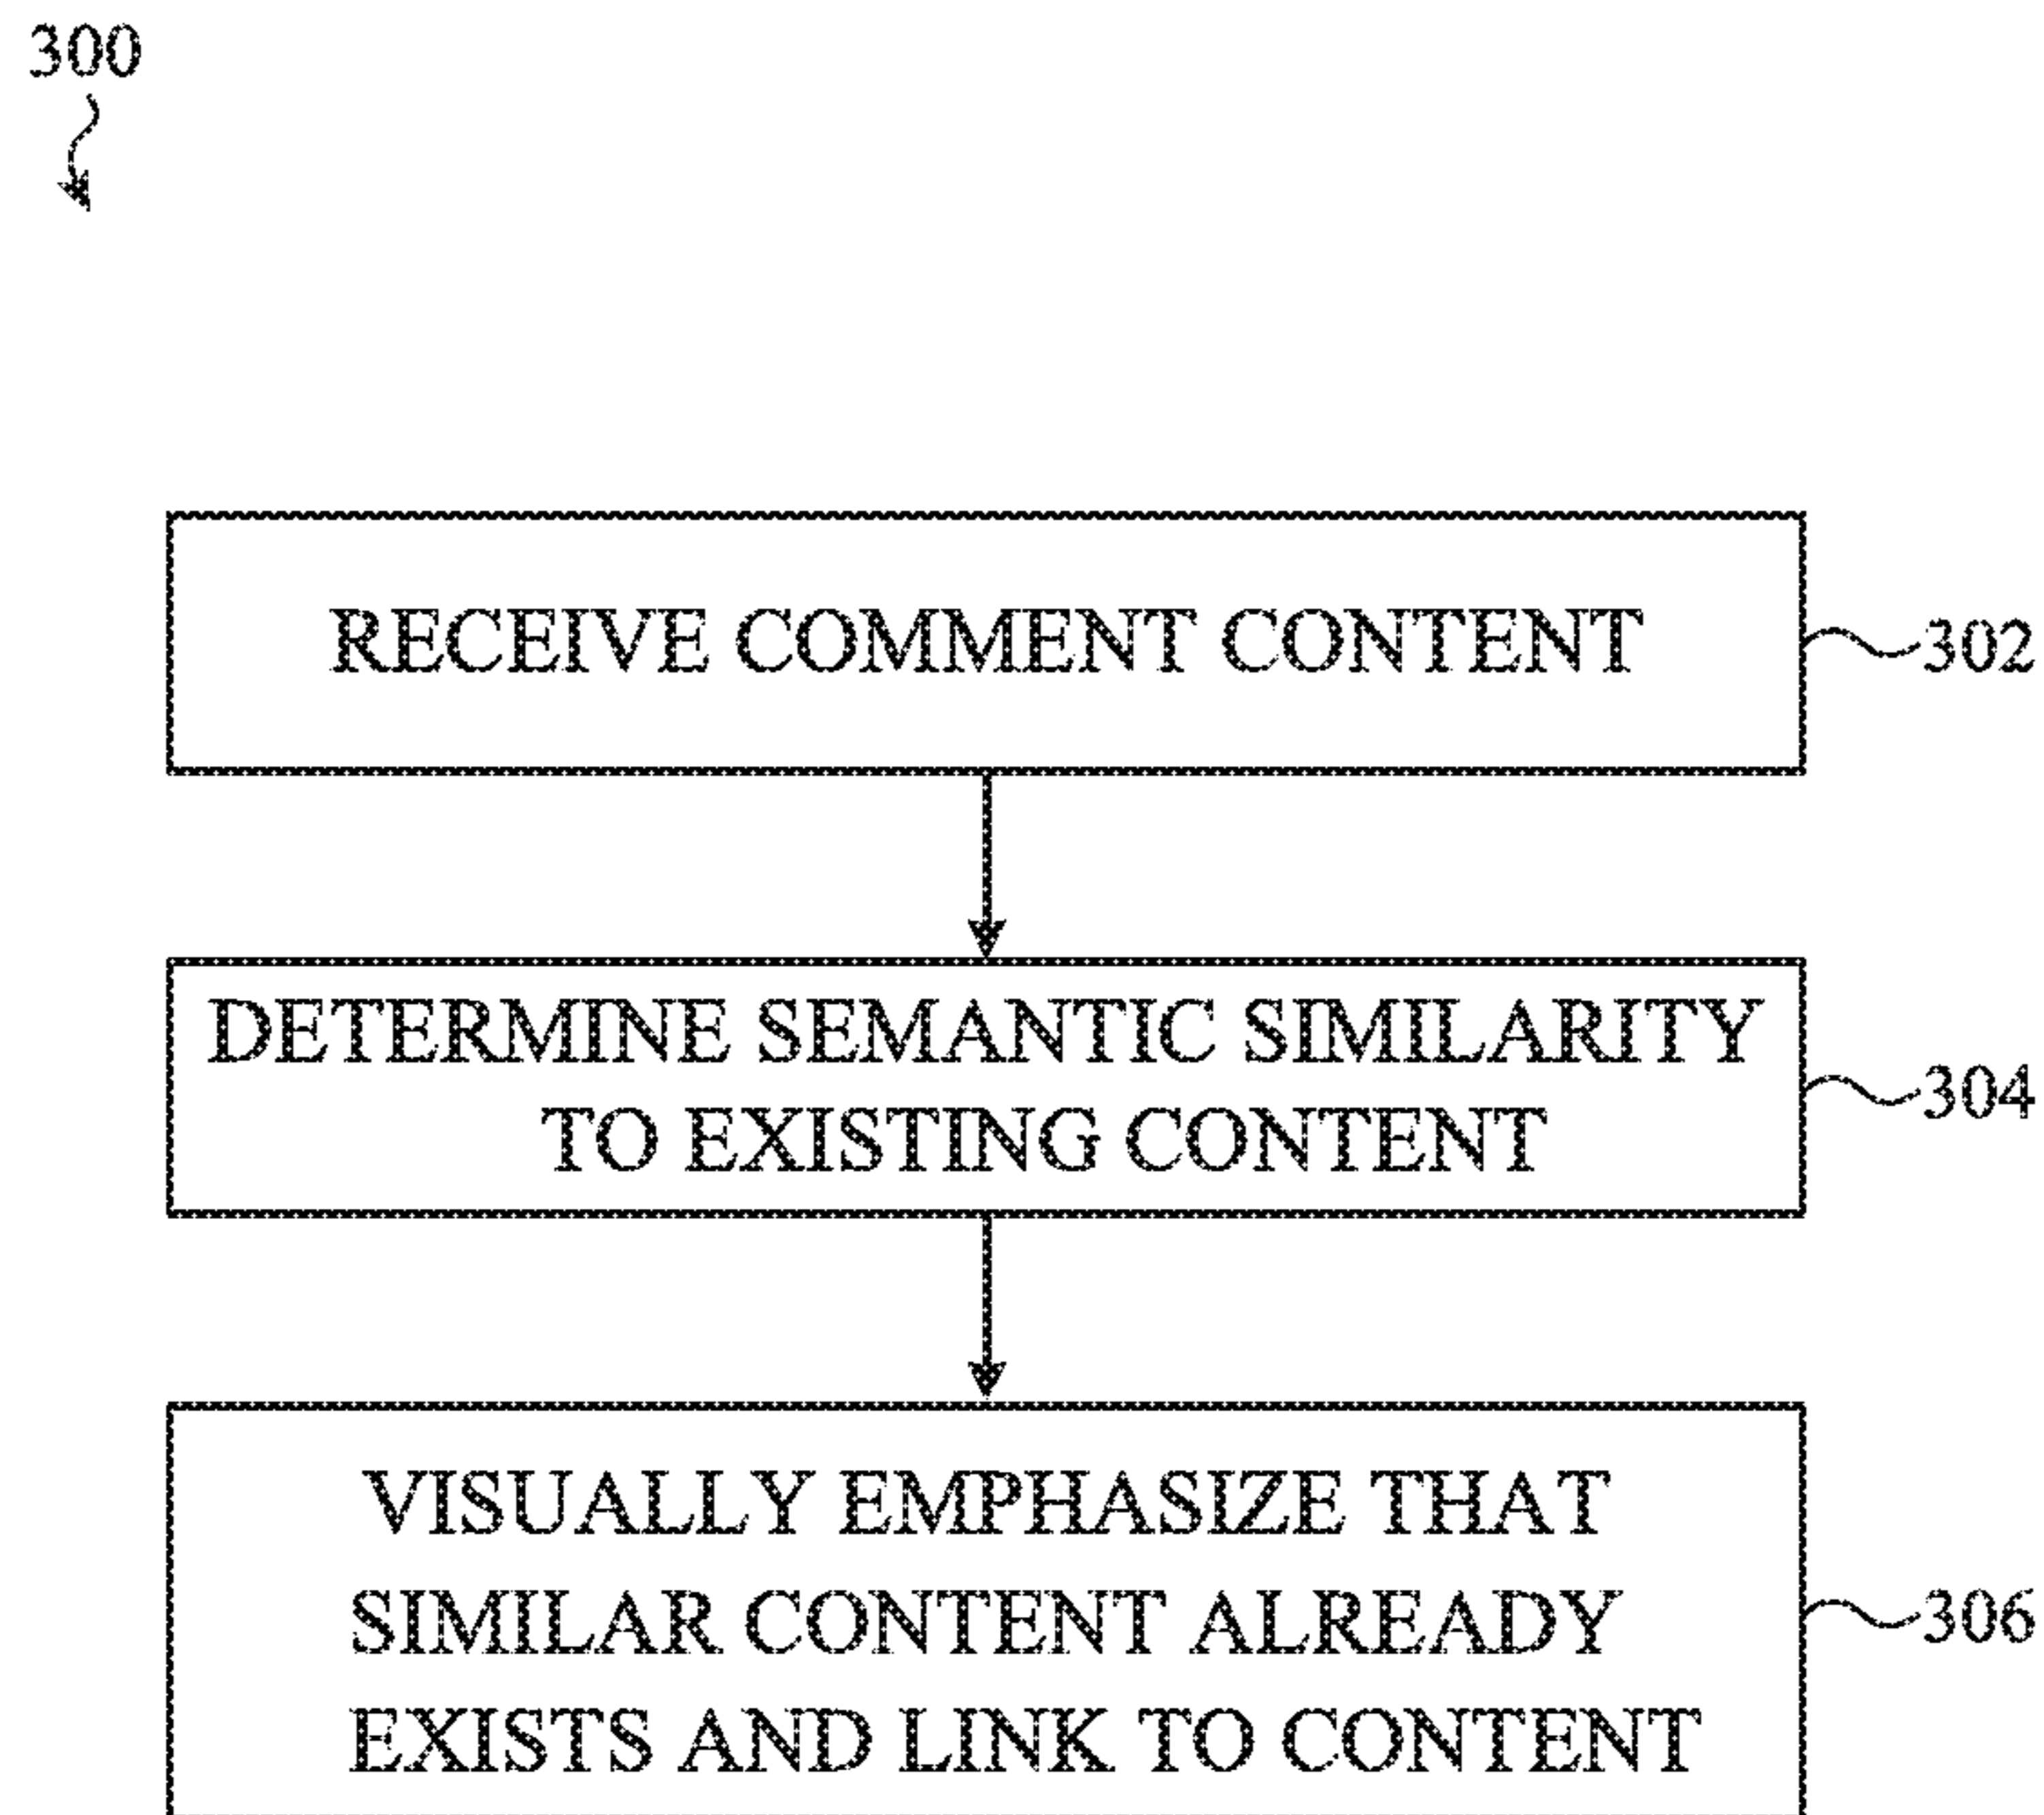 300
RECEIVE COMMENT CONTENT
302
DETERMINE SEMANTIC SIMILARITY
TO EXISTING CONTENT
304
VISUALLY EMPHASIZE THAT
SIMILAR CONTENT ALREADY
EXISTS AND LINK TO CONTENT
306